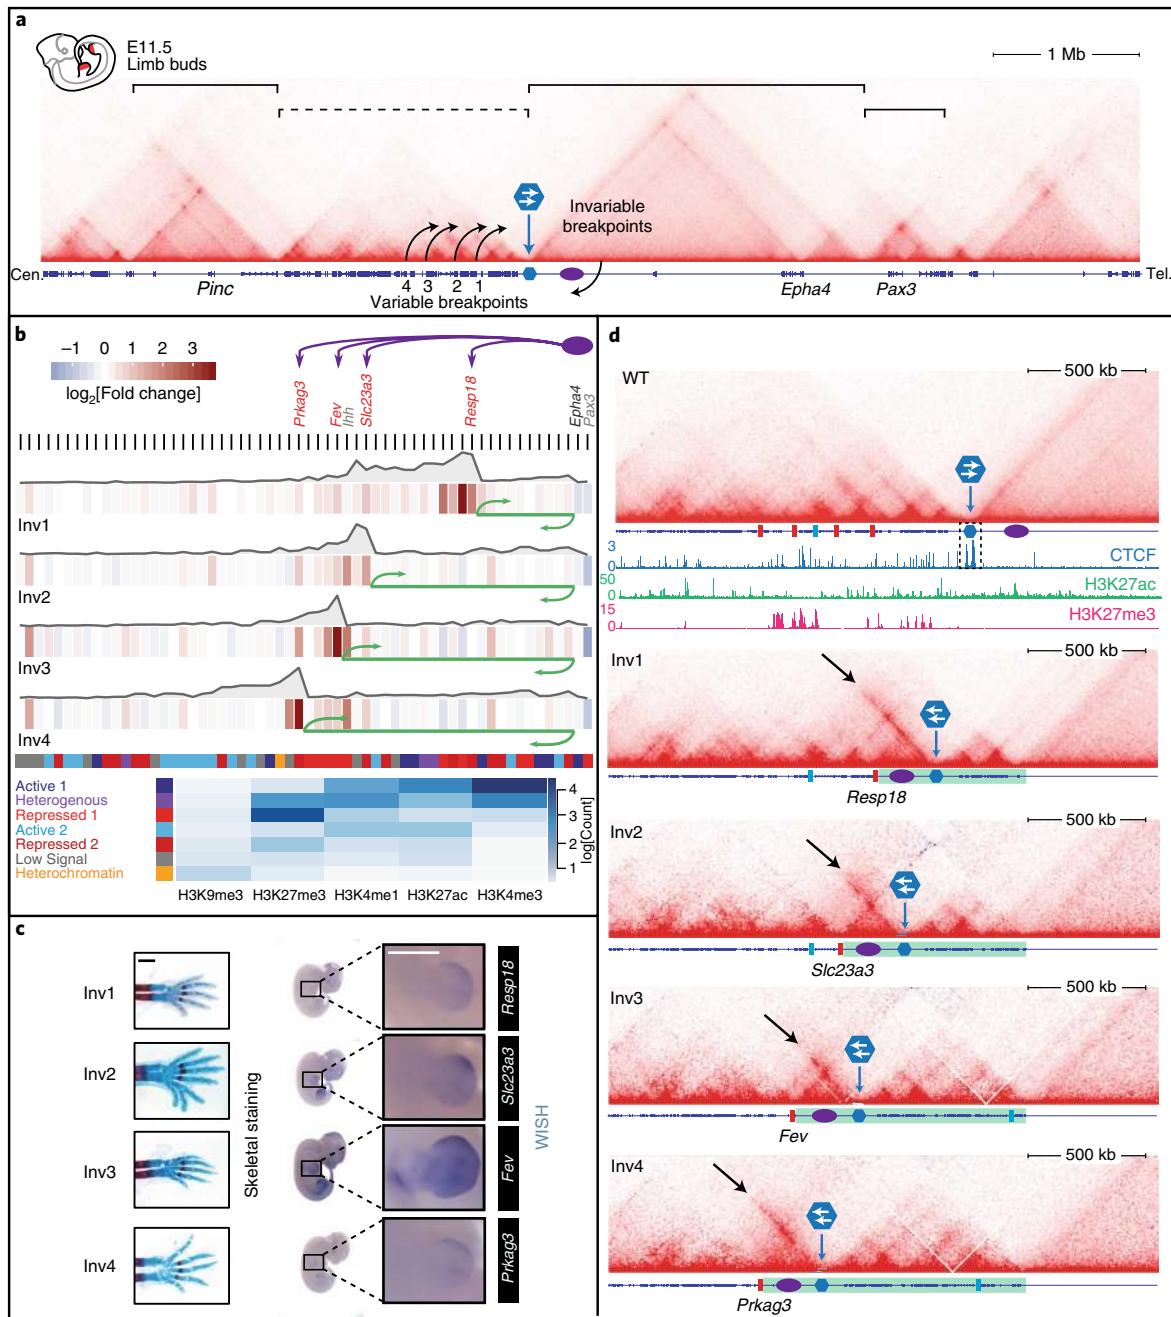 a
E11.5
Limb buds
1 Mb
Invariable
breakpoints
Cen.
Tel.
Pinc
4 3 2 1
Variable breakpoints
Epha4
Pax3
b
−1 0 1 2 3
log2[Fold change]
Prkag3
Fev
Ihh
Slc23a3
Resp18
Epha4
Pax3
Inv1
Inv2
Inv3
Inv4
Active 1
Heterogenous
Repressed 1
Active 2
Repressed 2
Low Signal
Heterochromatin
4
3
2
1
log[Count]
H3K9me3 H3K27me3 H3K4me1 H3K27ac H3K4me3
c
Inv1
Inv2
Inv3
Inv4
Skeletal staining
Resp18
Slc23a3
Fev
Prkag3
WISH
d
WT
500 kb
3
0
CTCF
50
0
H3K27ac
15
0
H3K27me3
Inv1
500 kb
Resp18
Inv2
500 kb
Slc23a3
Inv3
500 kb
Fev
Inv4
500 kb
Prkag3